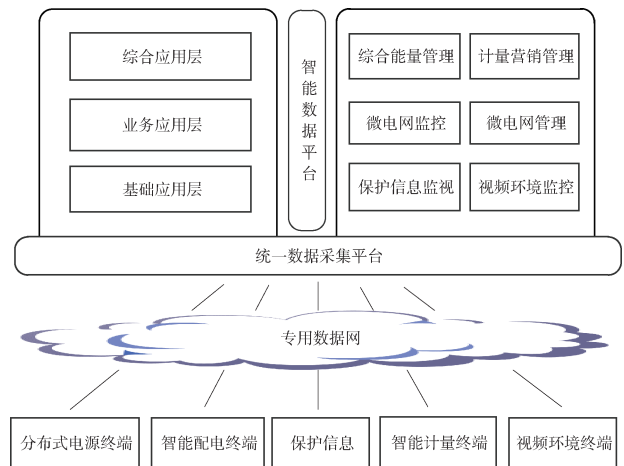 综合应用层
业务应用层
基础应用层
智能数据平台
综合能量管理
计量营销管理
微电网监控
微电网管理
保护信息监视
视频环境监控
统一数据采集平台
专用数据网
分布式电源终端
智能配电终端
保护信息
智能计量终端
视频环境终端